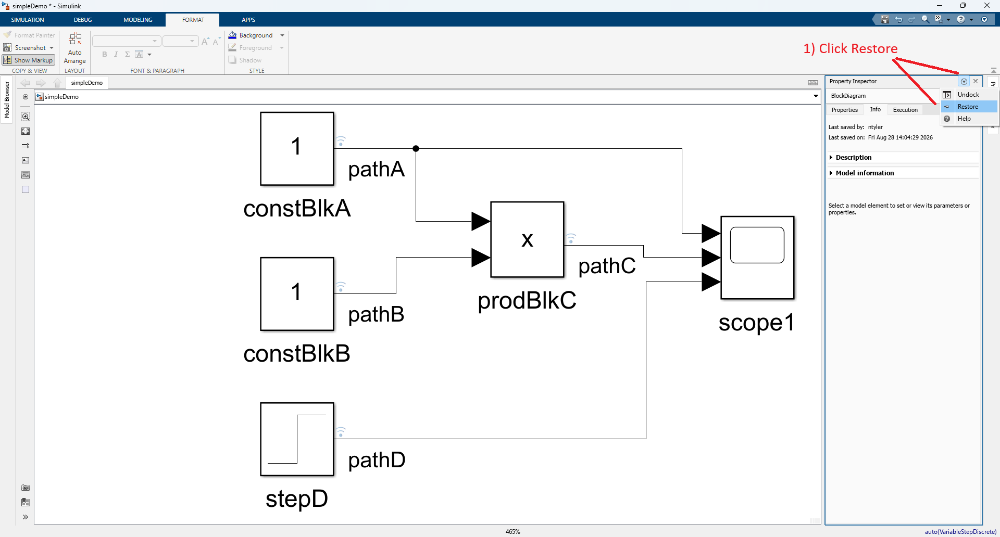 simpleDemo * - Simulink
SIMULATION
DEBUG
MODELING
FORMAT
APPS
Format Painter
Screenshot
Show Markup
COPY & VIEW
Auto
Arrange
LAYOUT
B I Σ A
A A
FONT & PARAGRAPH
Background
Foreground
Shadow
STYLE
1) Click Restore
Model Browser
simpleDemo
simpleDemo
Property Inspector
BlockDiagram
Undock
Restore
Help
Properties
Info
Execution
Last saved by: ntyler
Last saved on: Fri Aug 28 14:04:29 2026
Description
Model information
Select a model element to set or view its parameters or
properties.
1
pathA
constBlkA
1
pathB
constBlkB
x
pathC
prodBlkC
scope1
pathD
stepD
465%
auto(VariableStepDiscrete)